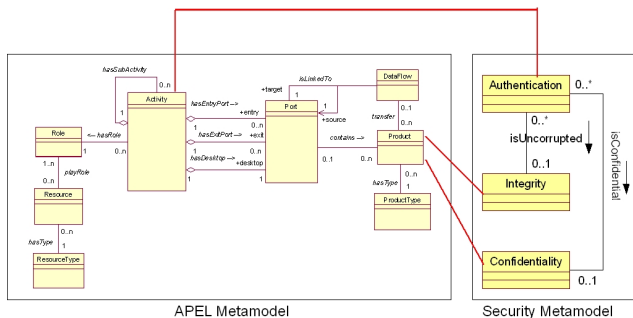 hasSubActivity
0..n
1
Activity
hasEntryPort -->
+entry
1
0..n
hasExitPort -->
+exit
1
0..n
hasDesktop -->
+desktop
1
1
isLinkedTo
+target
1
1
+source
Port
DataFlow
0..1
transfer
0..n
Product
contains -->
0..1
0..n
0..n
hasType
1
ProductType
Role
<-- hasRole
1
0..n
1..n
playRole
0..n
Resource
0..n
hasType
1
ResourceType
APEL Metamodel
Authentication
0..*
0..*
isUncorrupted
isConfidential
0..1
Integrity
Confidentiality
0..1
Security Metamodel